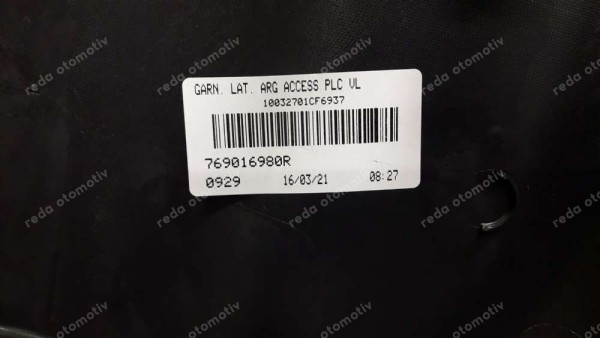 GARN. LAT. ARG ACCESS PLC VL
10032701CF6937
769016980R
0929 16/03/21 08:27
reda otomotiv